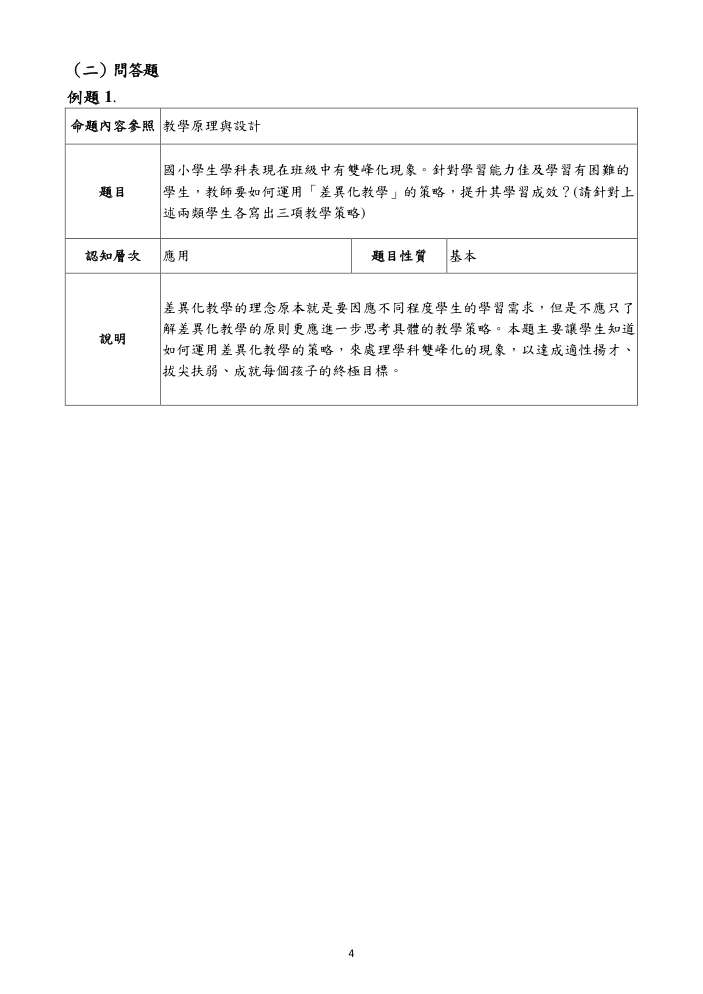 （二）問答題
例題 1.
命題內容參照 教學原理與設計
國小學生學科表現在班級中有雙峰化現象。針對學習能力佳及學習有困難的
題目 學生，教師要如何運用「差異化教學」的策略，提升其學習成效？(請針對上
述兩類學生各寫出三項教學策略)
認知層次 應用 題目性質 基本
差異化教學的理念原本就是要因應不同程度學生的學習需求，但是不應只了
說明 解差異化教學的原則更應進一步思考具體的教學策略。本題主要讓學生知道
如何運用差異化教學的策略，來處理學科雙峰化的現象，以達成適性揚才、
拔尖扶弱、成就每個孩子的終極目標。
4